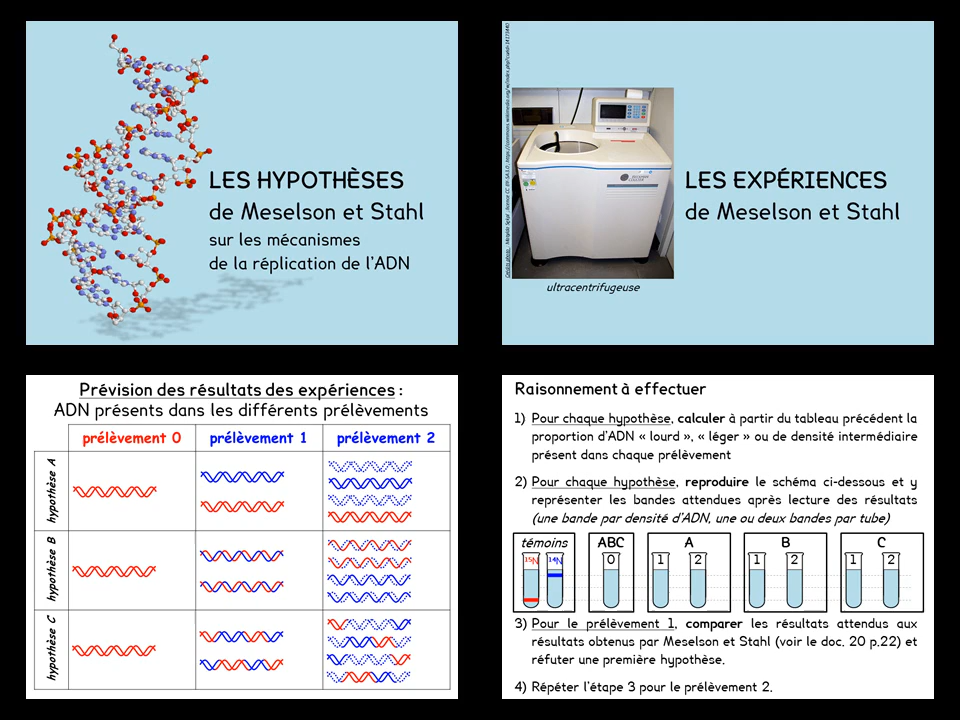 LES HYPOTHÈSES
de Meselson et Stahl
sur les mécanismes
de la réplication de l'ADN
LES EXPÉRIENCES
de Meselson et Stahl
ultracentrifugeuse
Prévision des résultats des expériences :
ADN présents dans les différents prélèvements
prélèvement 0 prélèvement 1 prélèvement 2
hypothèse A
hypothèse B
hypothèse C
Raisonnement à effectuer
1) Pour chaque hypothèse, calculer à partir du tableau précédent la
proportion d'ADN « lourd », « léger » ou de densité intermédiaire
présent dans chaque prélèvement
2) Pour chaque hypothèse, reproduire le schéma ci-dessous et y
représenter les bandes attendues après lecture des résultats
(une bande par densité d'ADN, une ou deux bandes par tube)
témoins ABC A B C
¹⁵N ¹⁴N 0 1 2 1 2 1 2
3) Pour le prélèvement 1, comparer les résultats attendus aux
résultats obtenus par Meselson et Stahl (voir le doc. 20 p.22) et
réfuter une première hypothèse.
4) Répéter l'étape 3 pour le prélèvement 2.